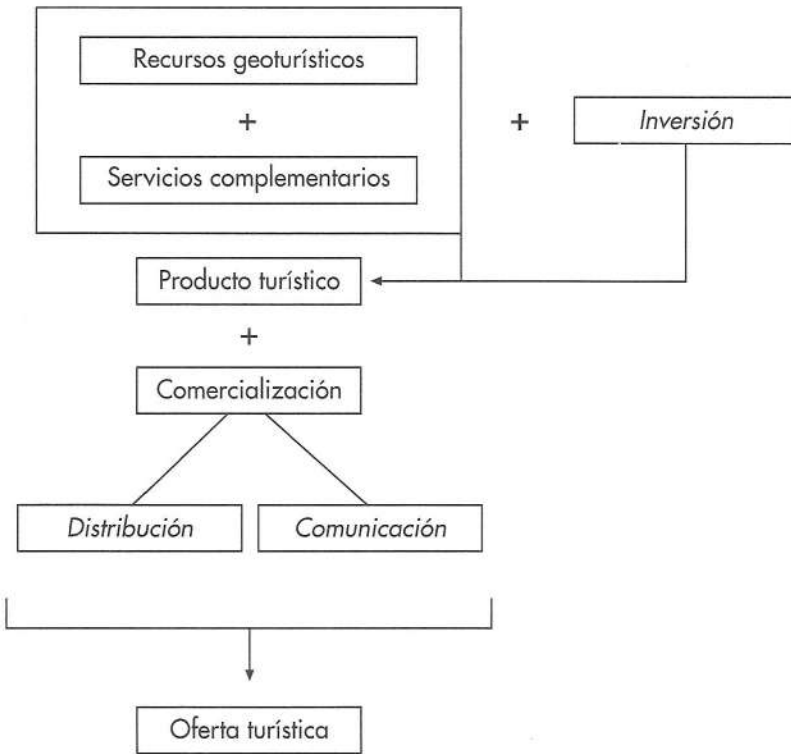 Recursos geoturísticos
+
+
Inversión
Servicios complementarios
Producto turístico
+
Comercialización
Distribución
Comunicación
Oferta turística